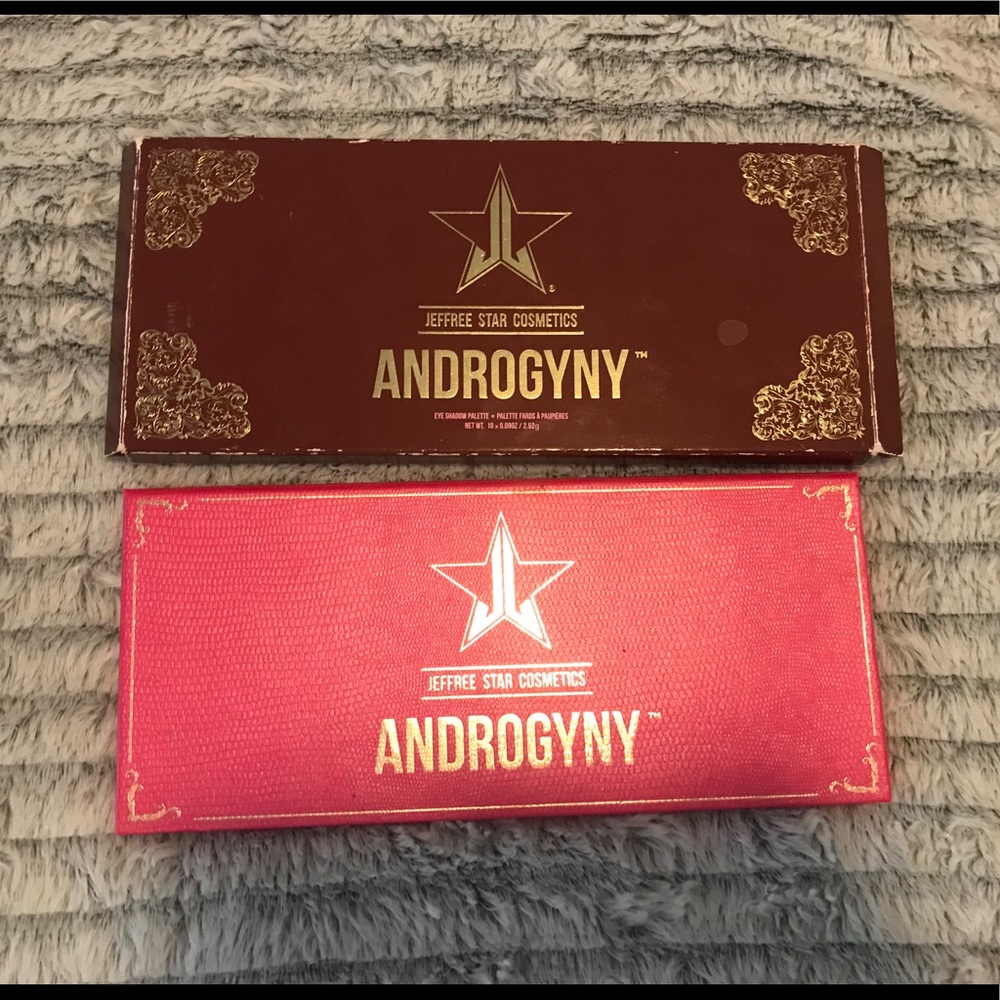 JEFFREE STAR COSMETICS
ANDROGYNY™
EYE SHADOW PALETTE • PALETTE FARDS À PAUPIÈRES
NET WT. 10 x 0.09OZ / 2.52g
JEFFREE STAR COSMETICS
ANDROGYNY™